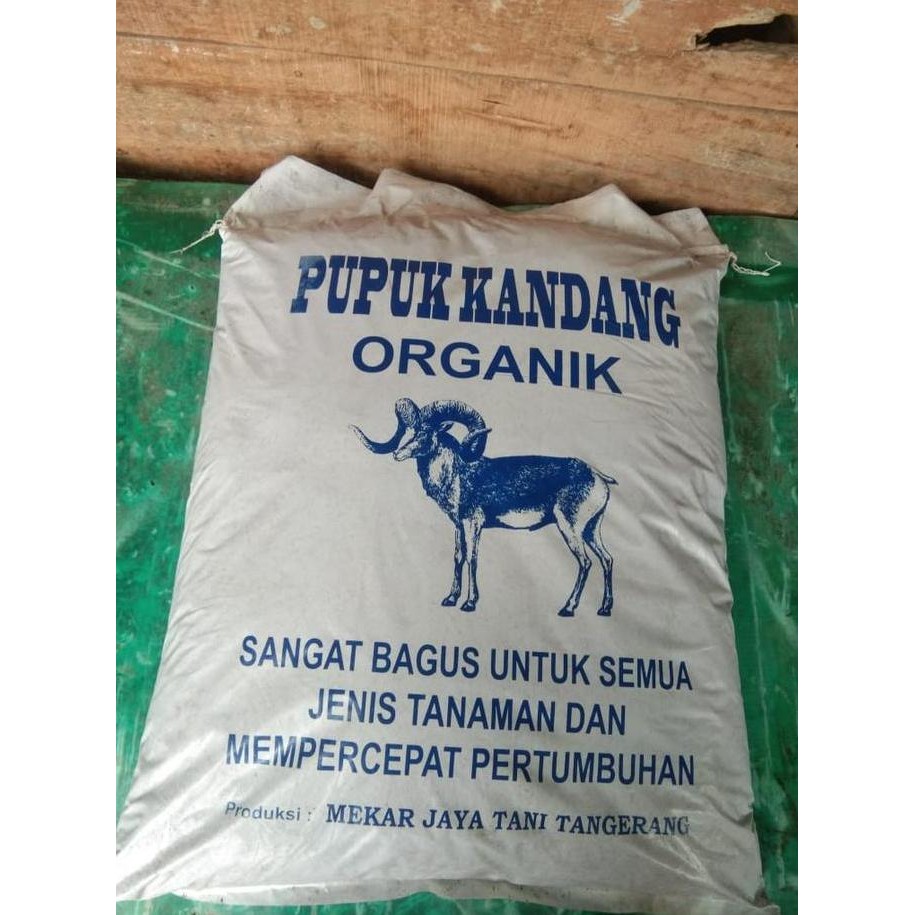 PUPUK KANDANG
ORGANIK
SANGAT BAGUS UNTUK SEMUA
JENIS TANAMAN DAN
MEMPERCEPAT PERTUMBUHAN
Produksi : MEKAR JAYA TANI TANGERANG